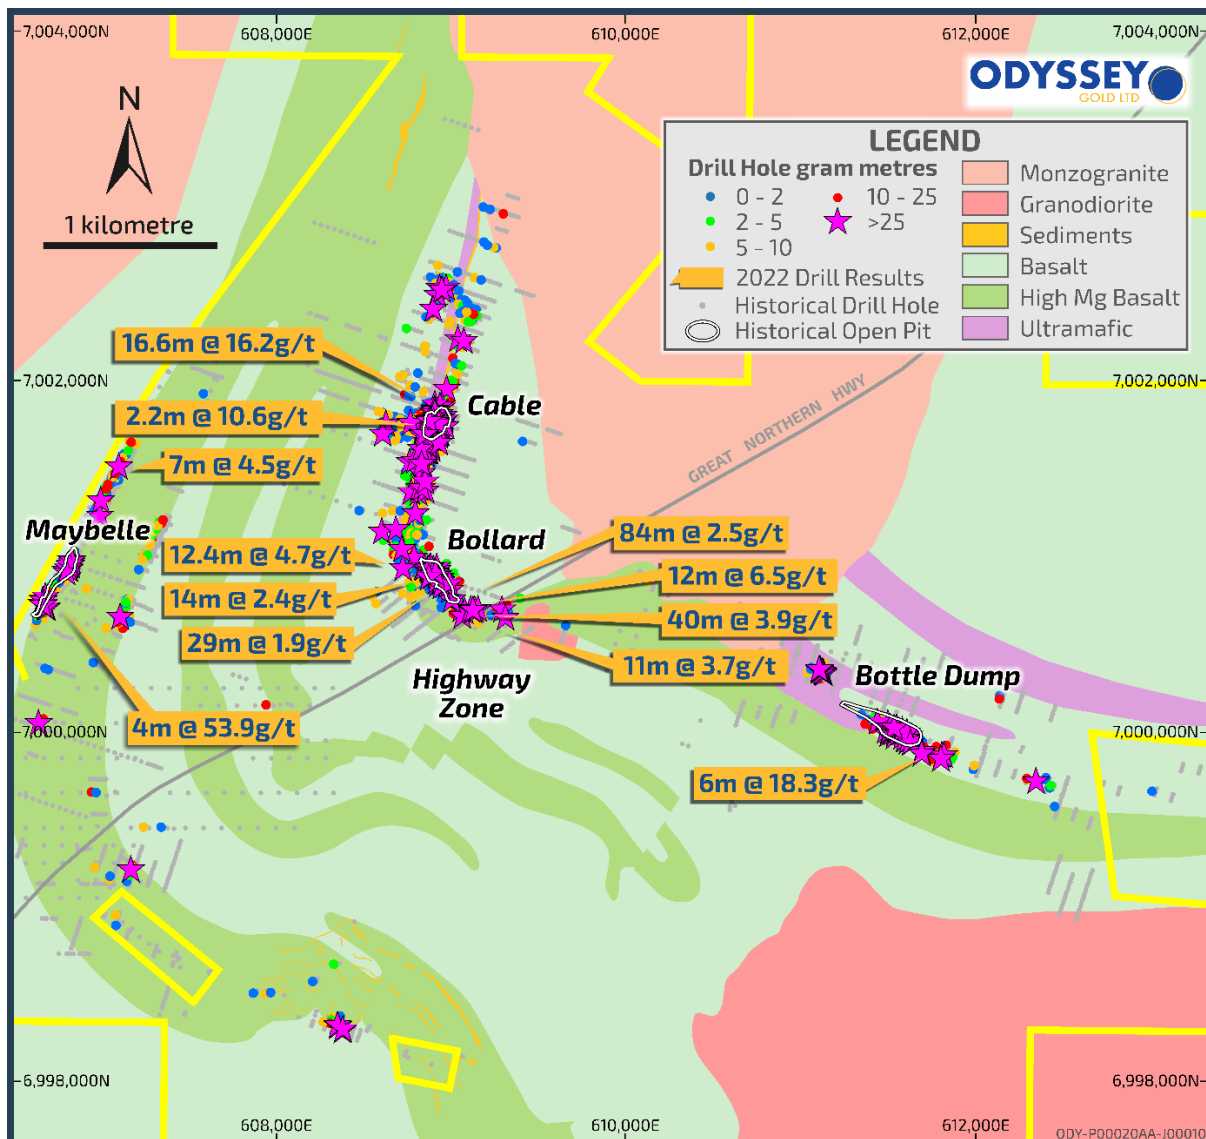 7,004,000N
608,000E
610,000E
612,000E
7,004,000N
ODYSSEY
GOLD LTD
N
1 kilometre
LEGEND
Drill Hole gram metres
0 - 2
2 - 5
5 - 10
10 - 25
>25
2022 Drill Results
Historical Drill Hole
Historical Open Pit
Monzogranite
Granodiorite
Sediments
Basalt
High Mg Basalt
Ultramafic
16.6m @ 16.2g/t
7,002,000N
7,002,000N
2.2m @ 10.6g/t
Cable
GREAT NORTHERN HWY
7m @ 4.5g/t
Maybelle
12.4m @ 4.7g/t
Bollard
84m @ 2.5g/t
12m @ 6.5g/t
14m @ 2.4g/t
40m @ 3.9g/t
29m @ 1.9g/t
11m @ 3.7g/t
Highway
Zone
Bottle Dump
4m @ 53.9g/t
7,000,000N
7,000,000N
6m @ 18.3g/t
6,998,000N
6,998,000N
608,000E
610,000E
612,000E
ODY-P00020AA-J00010